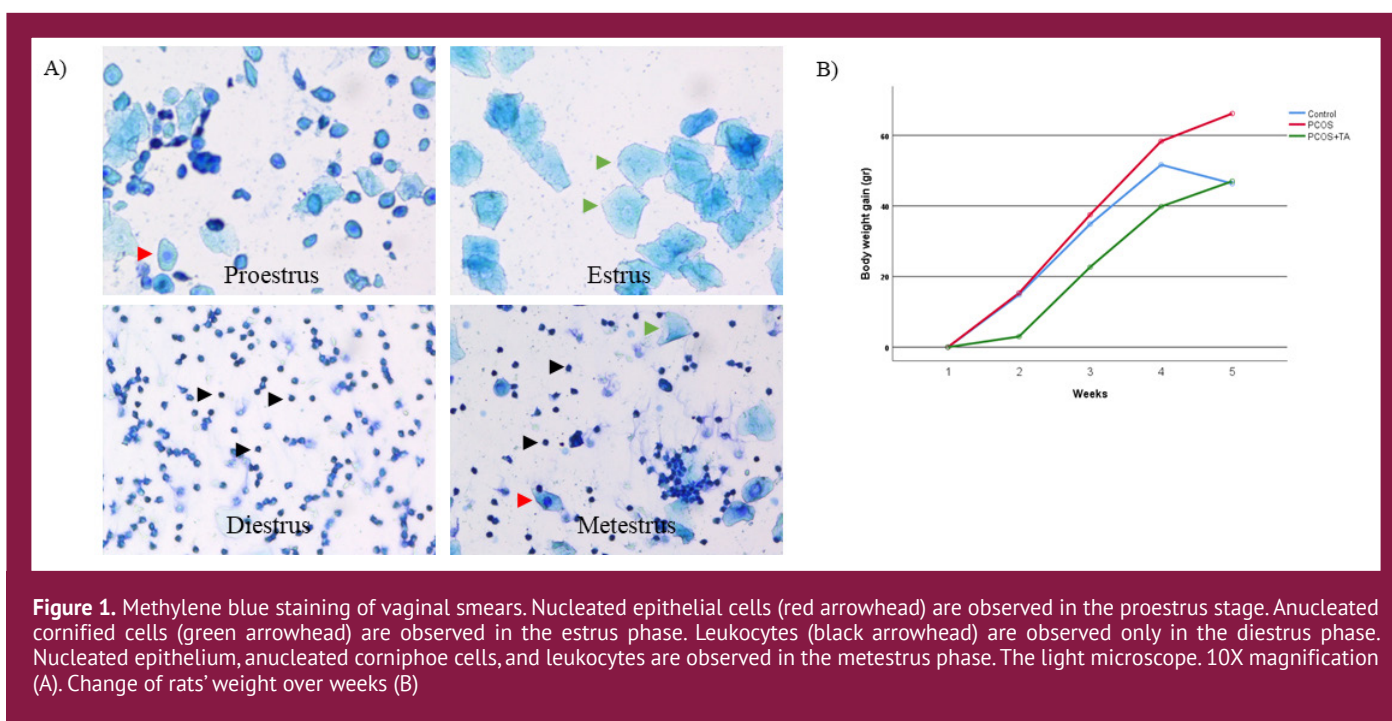 A)
Proestrus
Estrus
Diestrus
Metestrus
B)
Body weight gain (gr)
60
40
20
0
1 2 3 4 5
Weeks
Control
PCOS
PCOS+TA
Figure 1. Methylene blue staining of vaginal smears. Nucleated epithelial cells (red arrowhead) are observed in the proestrus stage. Anucleated
cornified cells (green arrowhead) are observed in the estrus phase. Leukocytes (black arrowhead) are observed only in the diestrus phase.
Nucleated epithelium, anucleated corniphoe cells, and leukocytes are observed in the metestrus phase. The light microscope. 10X magnification
(A). Change of rats’ weight over weeks (B)